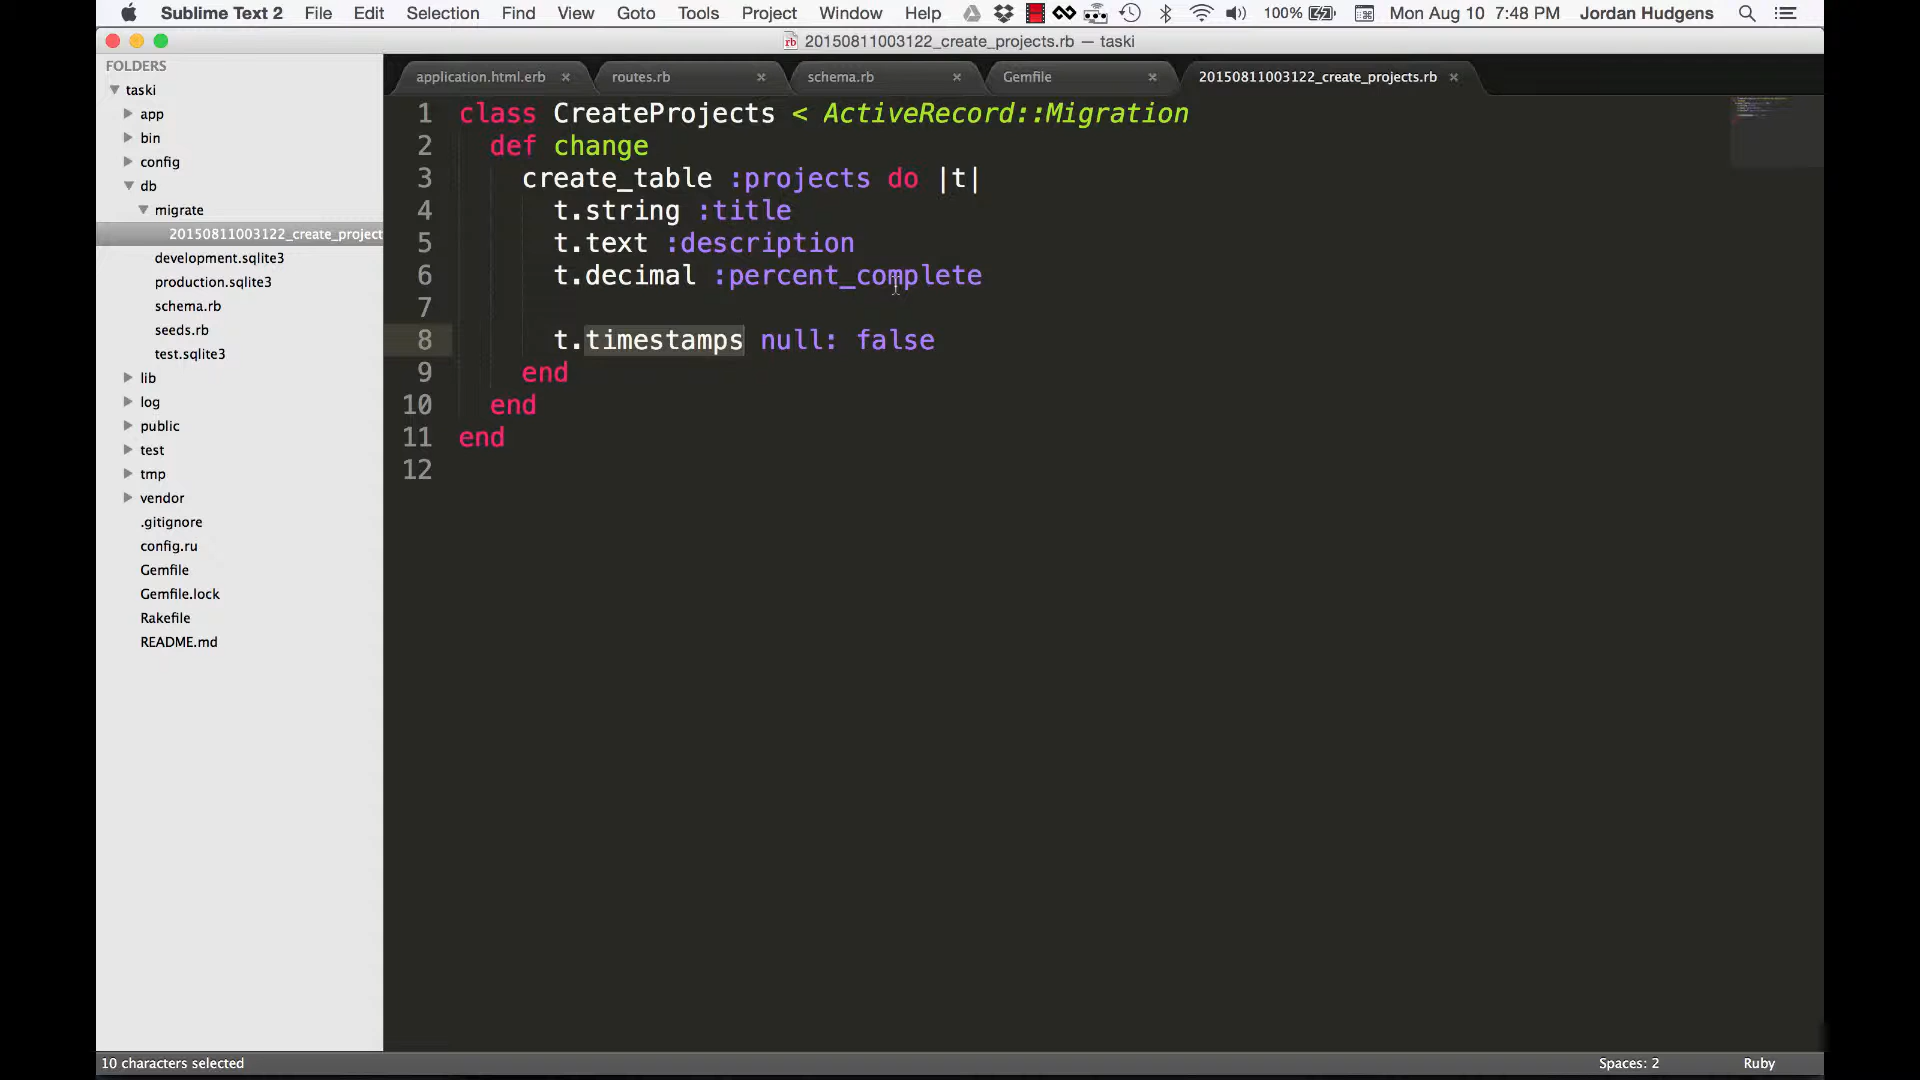 Sublime Text 2 File Edit Selection Find View Goto Tools Project Window Help 100% Mon Aug 10 7:48 PM Jordan Hudgens
rb 20150811003122_create_projects.rb — taski
FOLDERS
taski
app
bin
config
db
migrate
20150811003122_create_project
development.sqlite3
production.sqlite3
schema.rb
seeds.rb
test.sqlite3
lib
log
public
test
tmp
vendor
.gitignore
config.ru
Gemfile
Gemfile.lock
Rakefile
README.md
application.html.erb × routes.rb × schema.rb × Gemfile × 20150811003122_create_projects.rb ×
1 class CreateProjects < ActiveRecord::Migration
2 def change
3 create_table :projects do |t|
4 t.string :title
5 t.text :description
6 t.decimal :percent_complete
7
8 t.timestamps null: false
9 end
10 end
11 end
12
10 characters selected Spaces: 2 Ruby